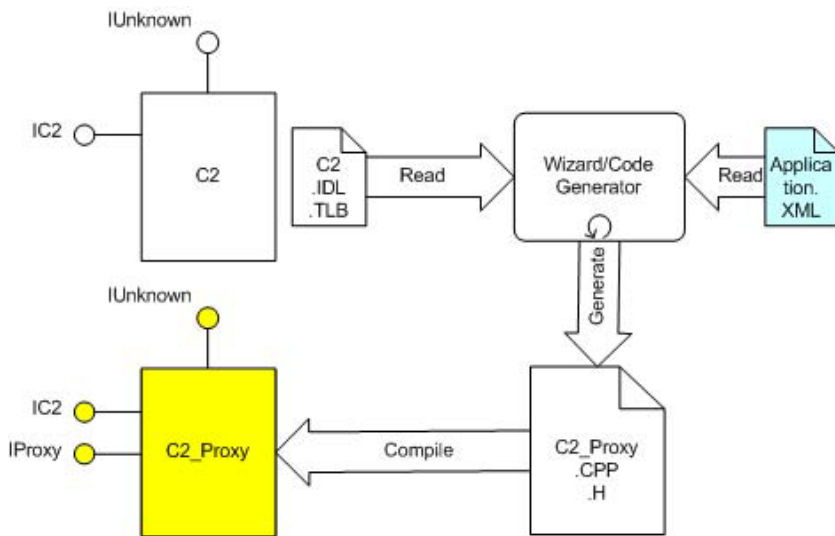 IUnknown
IC2
C2
C2
.IDL
.TLB
Read
Wizard/Code
Generator
Read
Applica
tion.
XML
Generate
IUnknown
IC2
IProxy
C2_Proxy
Compile
C2_Proxy
.CPP
.H